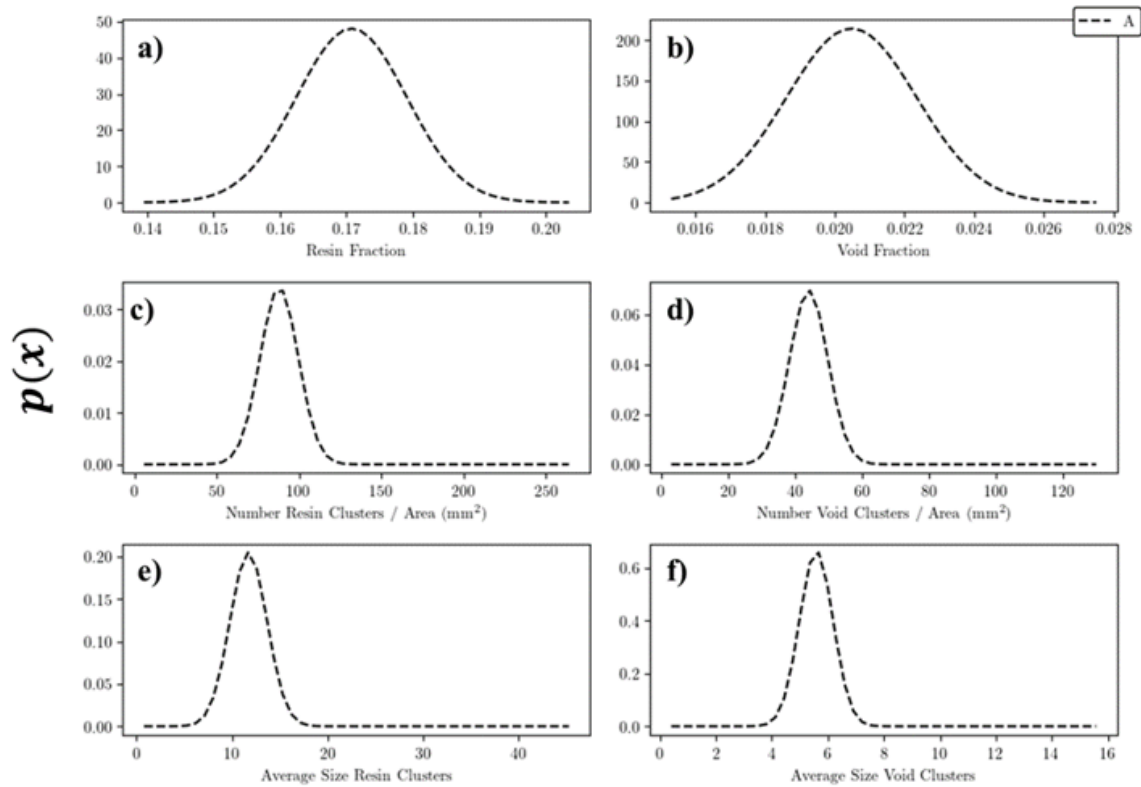 A
a)
50
40
30
20
10
0
0.14 0.15 0.16 0.17 0.18 0.19 0.20
Resin Fraction
b)
200
150
100
50
0
0.016 0.018 0.020 0.022 0.024 0.026 0.028
Void Fraction
p(x)
c)
0.03
0.02
0.01
0.00
0 50 100 150 200 250
Number Resin Clusters / Area (mm²)
d)
0.06
0.04
0.02
0.00
0 20 40 60 80 100 120
Number Void Clusters / Area (mm²)
e)
0.20
0.15
0.10
0.05
0.00
0 10 20 30 40
Average Size Resin Clusters
f)
0.6
0.4
0.2
0.0
0 2 4 6 8 10 12 14 16
Average Size Void Clusters